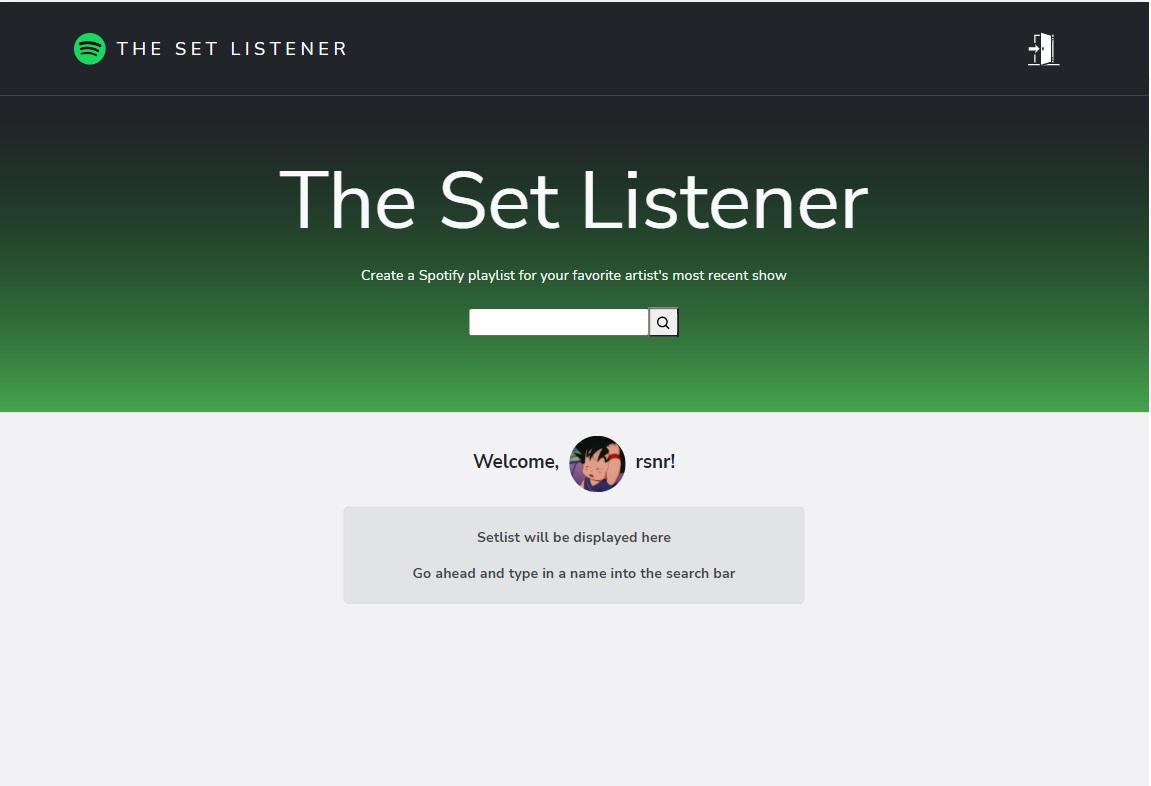 THE SET LISTENER
The Set Listener
Create a Spotify playlist for your favorite artist's most recent show
Welcome, rsnr!
Setlist will be displayed here
Go ahead and type in a name into the search bar